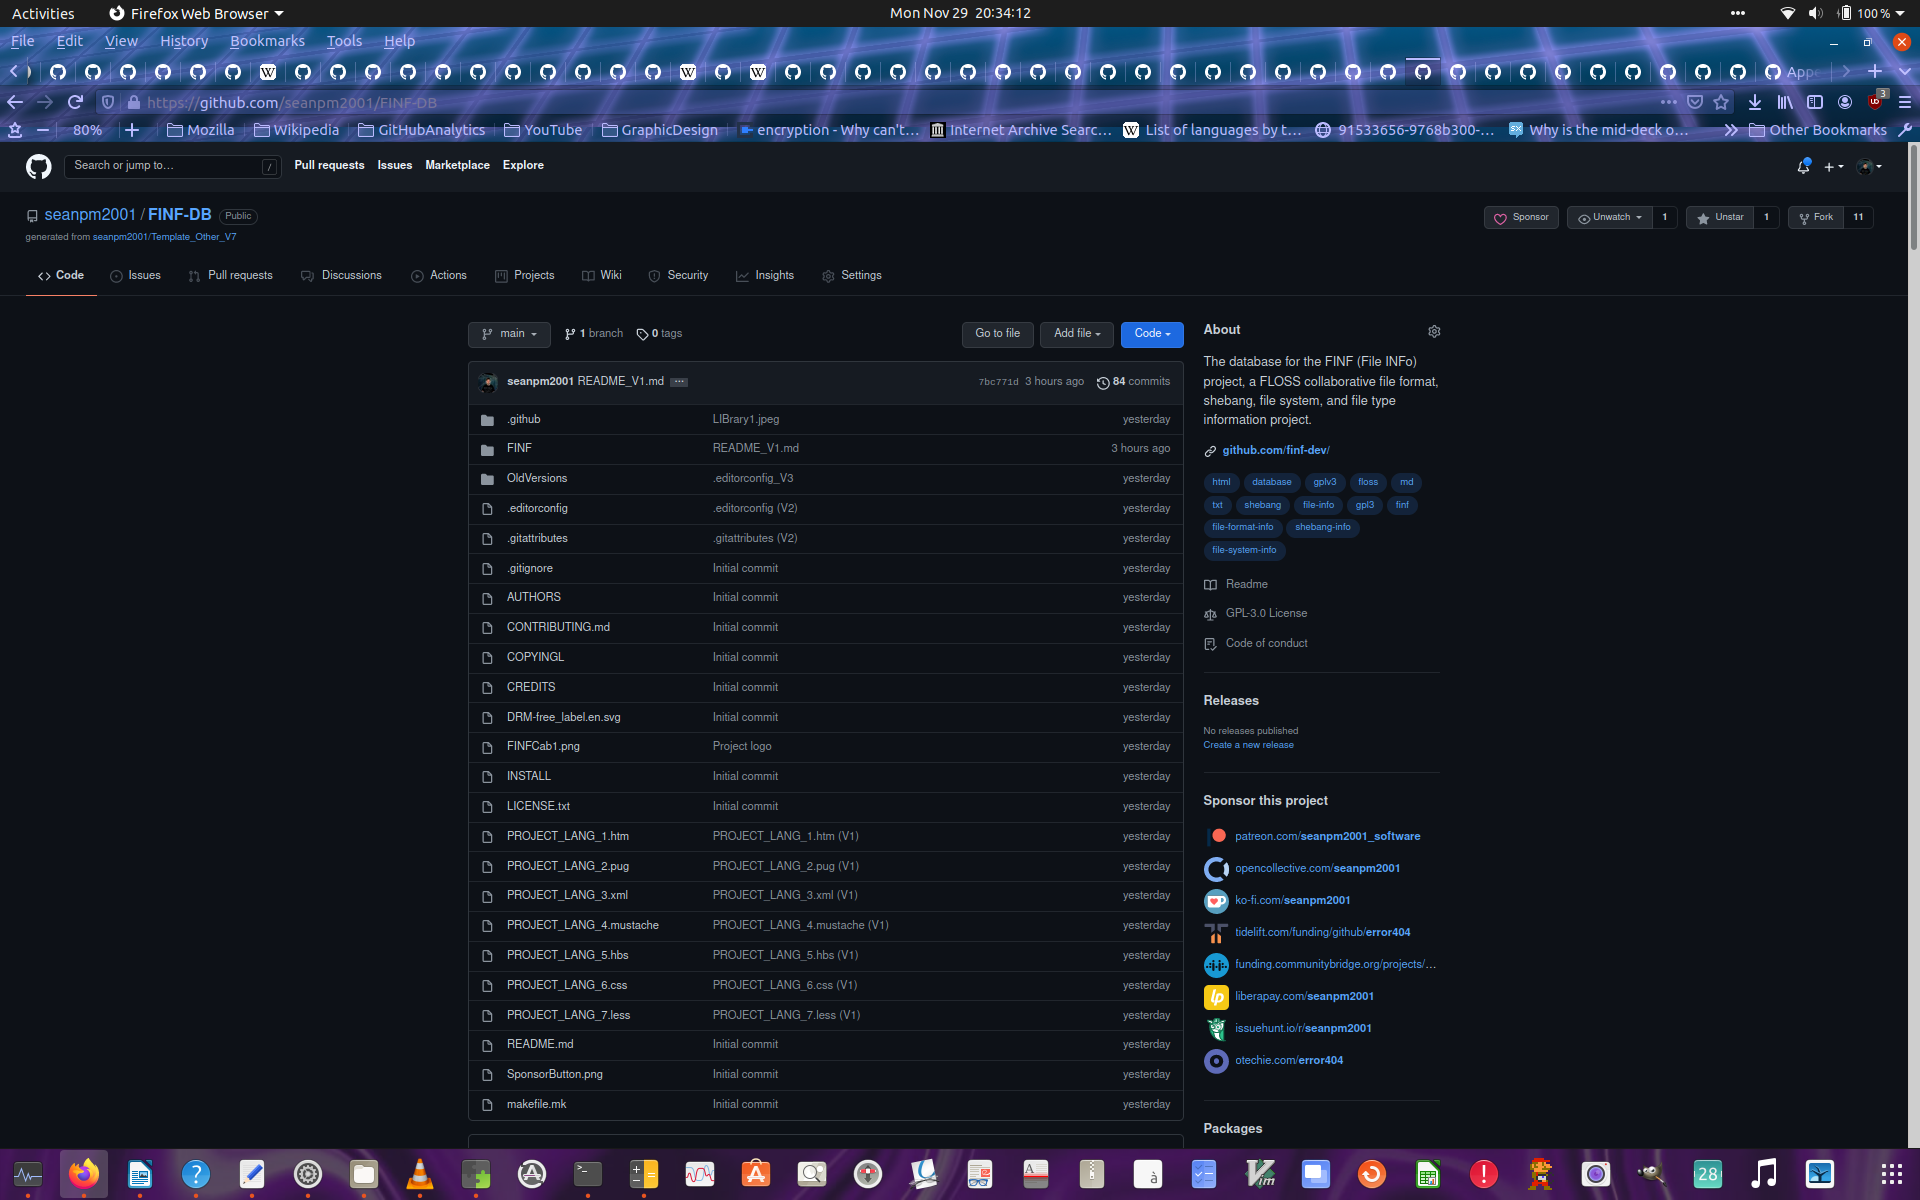 Activities Firefox Web Browser Mon Nov 29 20:34:12 100 %
File Edit View History Bookmarks Tools Help
Appe
https://github.com/seanpm2001/FINF-DB 3
80% Mozilla Wikipedia GitHubAnalytics YouTube GraphicDesign encryption - Why can't… Internet Archive Searc… List of languages by t… 91533656-9768b300-… Why is the mid-deck o… Other Bookmarks
Search or jump to… / Pull requests Issues Marketplace Explore
seanpm2001 / FINF-DB Public Sponsor Unwatch 1 Unstar 1 Fork 11
generated from seanpm2001/Template_Other_V7
Code Issues Pull requests Discussions Actions Projects Wiki Security Insights Settings
main 1 branch 0 tags Go to file Add file Code
seanpm2001 README_V1.md … 7bc771d 3 hours ago 84 commits
.github LIBrary1.jpeg yesterday
FINF README_V1.md 3 hours ago
OldVersions .editorconfig_V3 yesterday
.editorconfig .editorconfig (V2) yesterday
.gitattributes .gitattributes (V2) yesterday
.gitignore Initial commit yesterday
AUTHORS Initial commit yesterday
CONTRIBUTING.md Initial commit yesterday
COPYINGL Initial commit yesterday
CREDITS Initial commit yesterday
DRM-free_label.en.svg Initial commit yesterday
FINFCab1.png Project logo yesterday
INSTALL Initial commit yesterday
LICENSE.txt Initial commit yesterday
PROJECT_LANG_1.htm PROJECT_LANG_1.htm (V1) yesterday
PROJECT_LANG_2.pug PROJECT_LANG_2.pug (V1) yesterday
PROJECT_LANG_3.xml PROJECT_LANG_3.xml (V1) yesterday
PROJECT_LANG_4.mustache PROJECT_LANG_4.mustache (V1) yesterday
PROJECT_LANG_5.hbs PROJECT_LANG_5.hbs (V1) yesterday
PROJECT_LANG_6.css PROJECT_LANG_6.css (V1) yesterday
PROJECT_LANG_7.less PROJECT_LANG_7.less (V1) yesterday
README.md Initial commit yesterday
SponsorButton.png Initial commit yesterday
makefile.mk Initial commit yesterday
About
The database for the FINF (File INFo)
project, a FLOSS collaborative file format,
shebang, file system, and file type
information project.
github.com/finf-dev/
html database gplv3 floss md
txt shebang file-info gpl3 finf
file-format-info shebang-info
file-system-info
Readme
GPL-3.0 License
Code of conduct
Releases
No releases published
Create a new release
Sponsor this project
patreon.com/seanpm2001_software
opencollective.com/seanpm2001
ko-fi.com/seanpm2001
tidelift.com/funding/github/error404
funding.communitybridge.org/projects/…
liberapay.com/seanpm2001
issuehunt.io/r/seanpm2001
otechie.com/error404
Packages
28